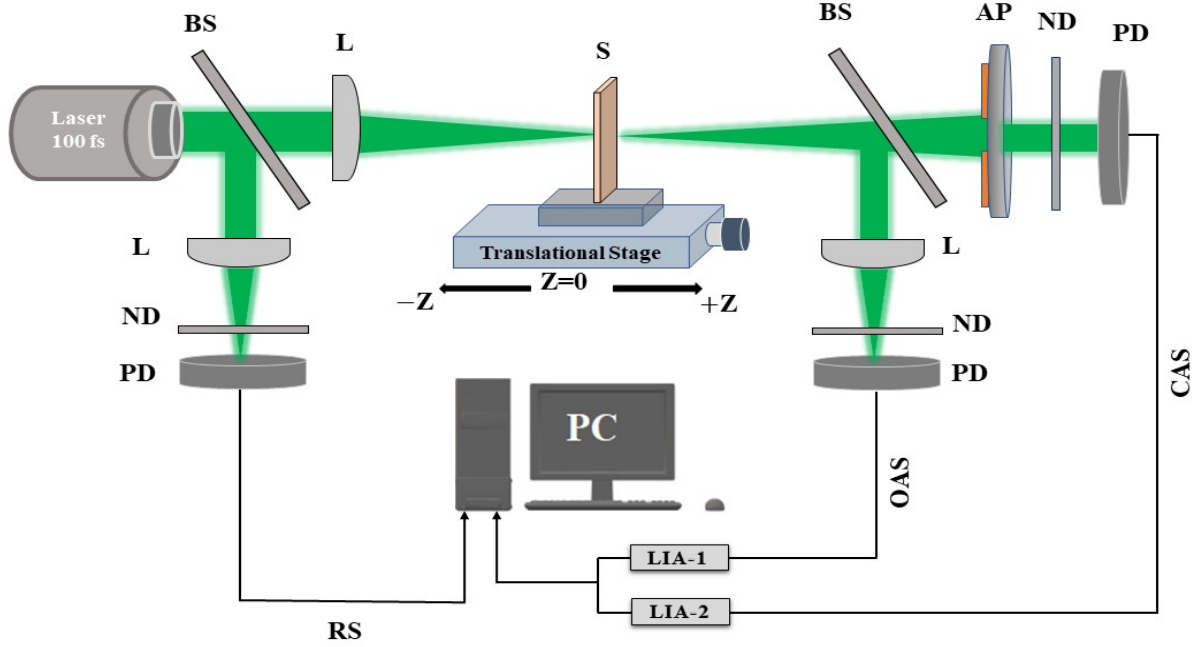 BS
L
S
BS
AP
ND
PD
Laser
100 fs
L
L
Translational Stage
−Z
Z=0
+Z
ND
ND
PD
PD
CAS
PC
OAS
LIA-1
LIA-2
RS